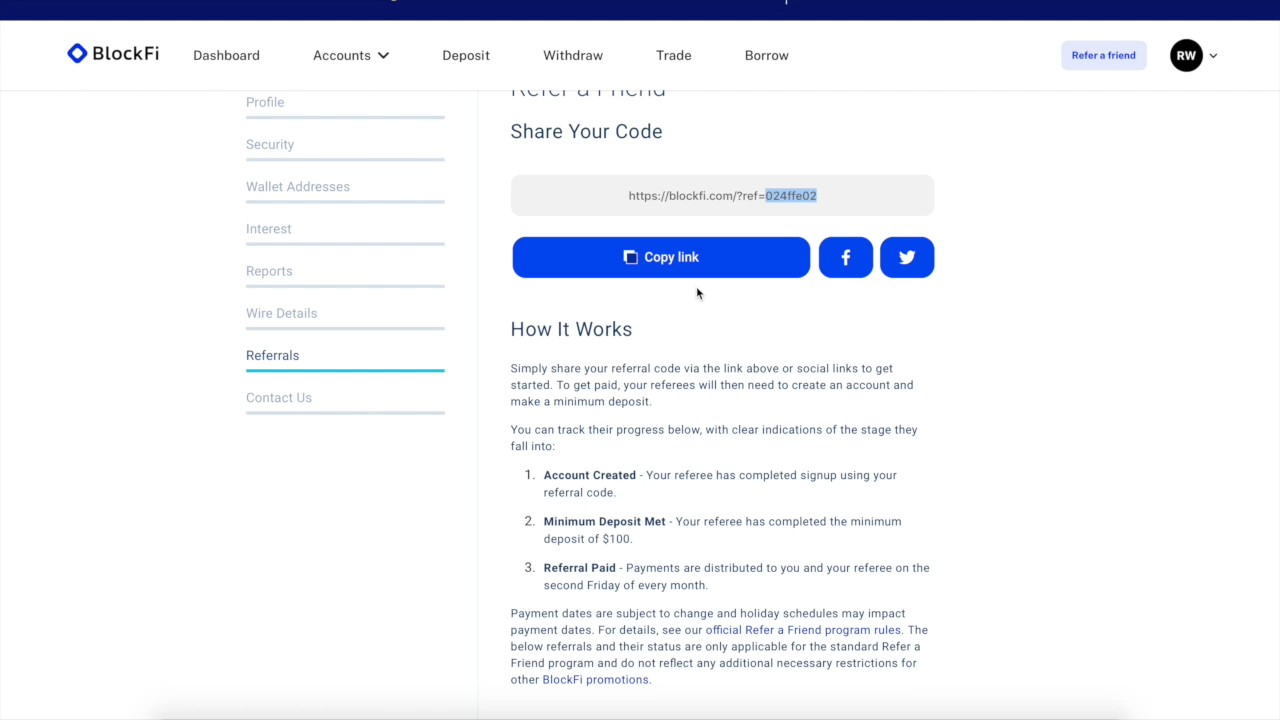 BlockFi
Dashboard
Accounts
Deposit
Withdraw
Trade
Borrow
Refer a friend
RW
Profile
Security
Wallet Addresses
Interest
Reports
Wire Details
Referrals
Contact Us
Refer a Friend
Share Your Code
https://blockfi.com/?ref=024ffe02
Copy link
How It Works
Simply share your referral code via the link above or social links to get
started. To get paid, your referees will then need to create an account and
make a minimum deposit.
You can track their progress below, with clear indications of the stage they
fall into:
1. Account Created - Your referee has completed signup using your
referral code.
2. Minimum Deposit Met - Your referee has completed the minimum
deposit of $100.
3. Referral Paid - Payments are distributed to you and your referee on the
second Friday of every month.
Payment dates are subject to change and holiday schedules may impact
payment dates. For details, see our official Refer a Friend program rules. The
below referrals and their status are only applicable for the standard Refer a
Friend program and do not reflect any additional necessary restrictions for
other BlockFi promotions.